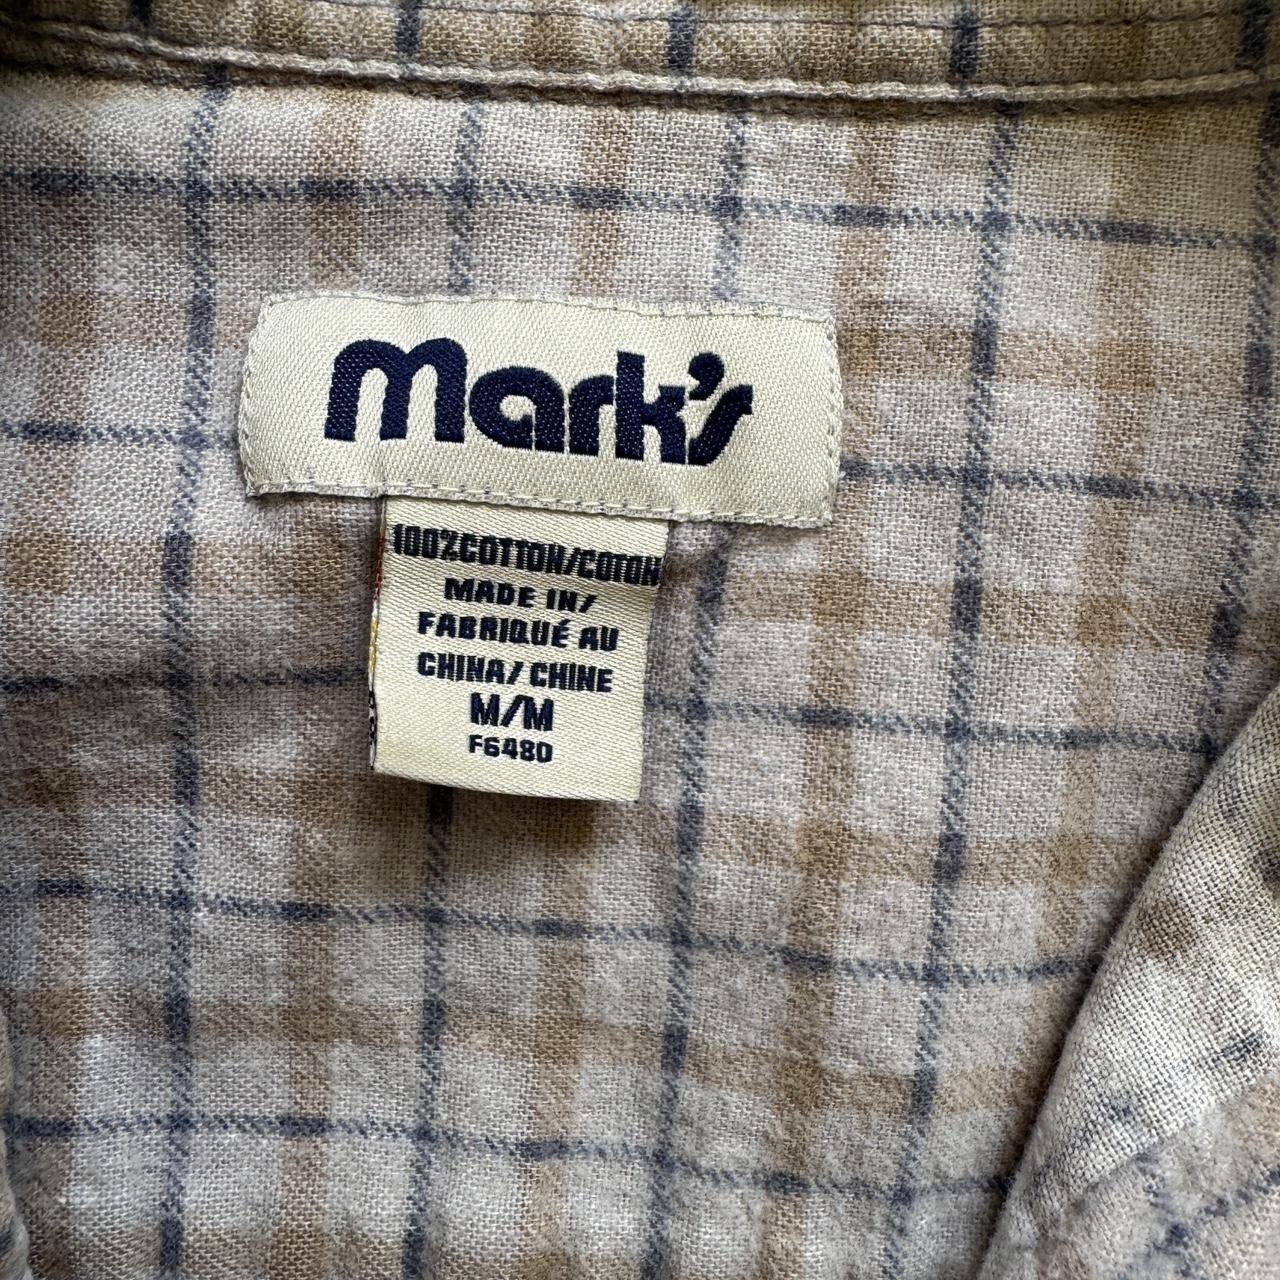 mark's
100% COTTON/COTON
MADE IN/
FABRIQUÉ AU
CHINA/CHINE
M/M
F6480